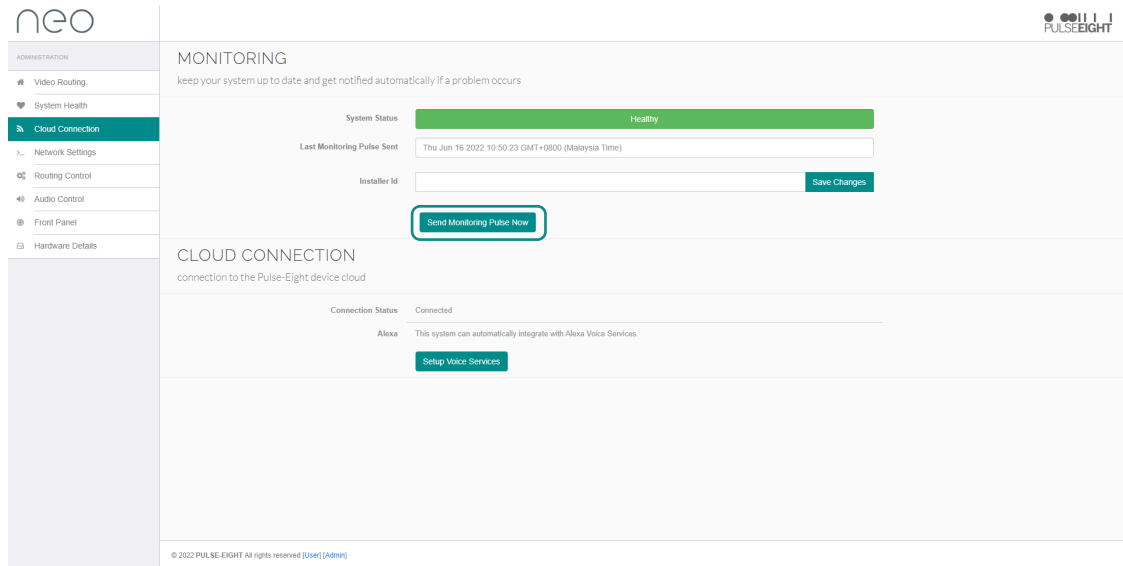 neo
PULSEEIGHT
ADMINISTRATION
Video Routing
System Health
Cloud Connection
Network Settings
Routing Control
Audio Control
Front Panel
Hardware Details
MONITORING
keep your system up to date and get notified automatically if a problem occurs
System Status Healthy
Last Monitoring Pulse Sent Thu Jun 16 2022 10:50:23 GMT+0800 (Malaysia Time)
Installer Id Save Changes
Send Monitoring Pulse Now
CLOUD CONNECTION
connection to the Pulse-Eight device cloud
Connection Status Connected
Alexa This system can automatically integrate with Alexa Voice Services.
Setup Voice Services
© 2022 PULSE-EIGHT All rights reserved [User] [Admin]